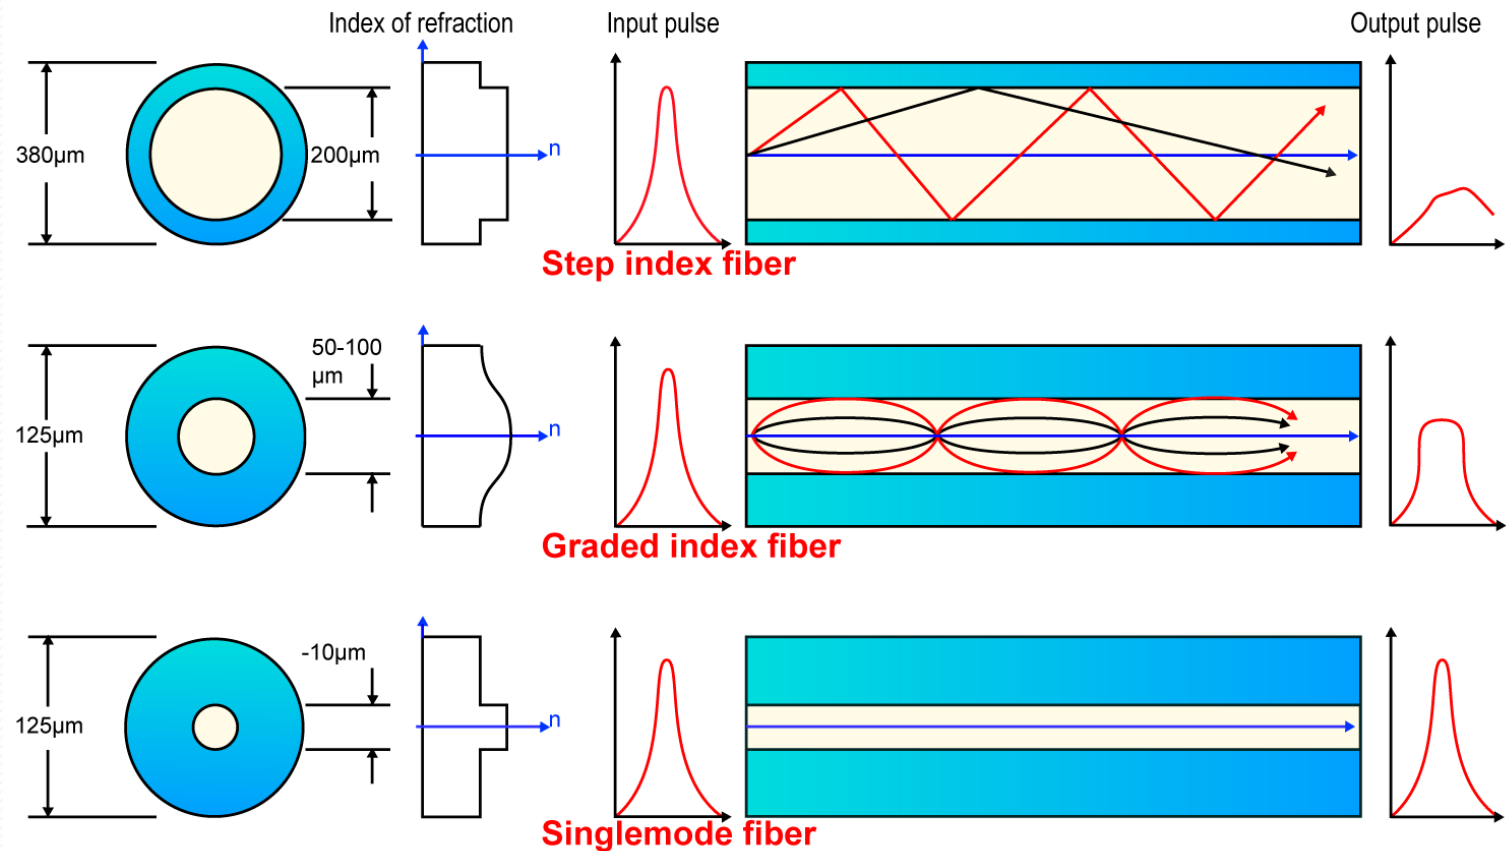 Index of refraction
Input pulse
Output pulse
380µm
200µm
n
Step index fiber
50-100
µm
125µm
n
Graded index fiber
-10µm
125µm
n
Singlemode fiber